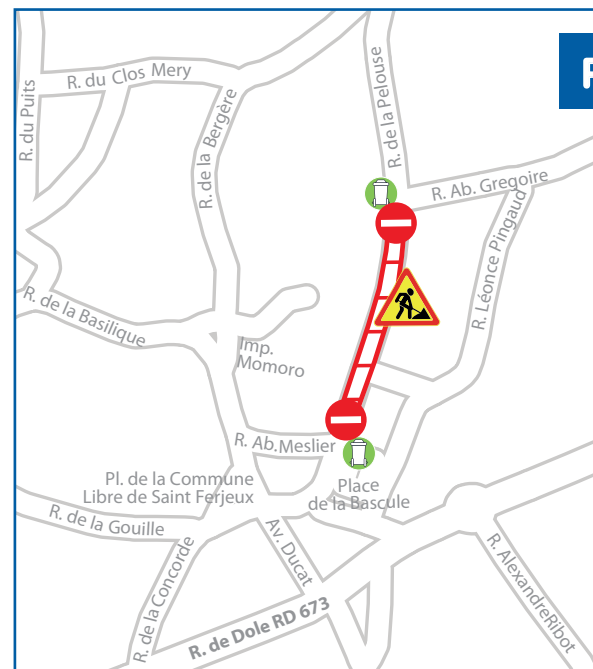 R. du Puits
R. du Clos Mery
R. de la Bergère
R. de la Pelouse
R. Ab. Gregoire
R. Léonce Pingaud
R. de la Basilique
Imp.
Momoro
R. Ab.Meslier
Pl. de la Commune
Libre de Saint Ferjeux
Place
de la Bascule
R. de la Gouille
Av. Ducat
R. de la Concorde
R. de Dole RD 673
R. AlexandreRibot